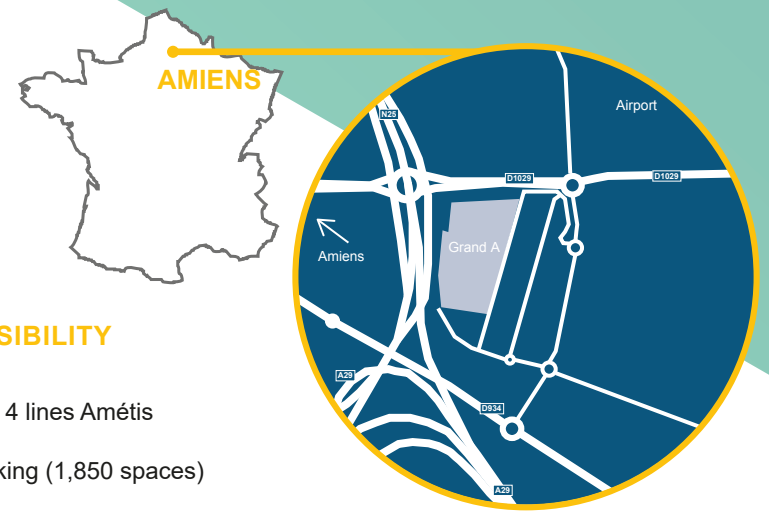 AMIENS
Airport
N25
D1029
D1029
Grand A
Amiens
SIBILITY
A29
4 lines Amétis
D934
king (1,850 spaces)
A29